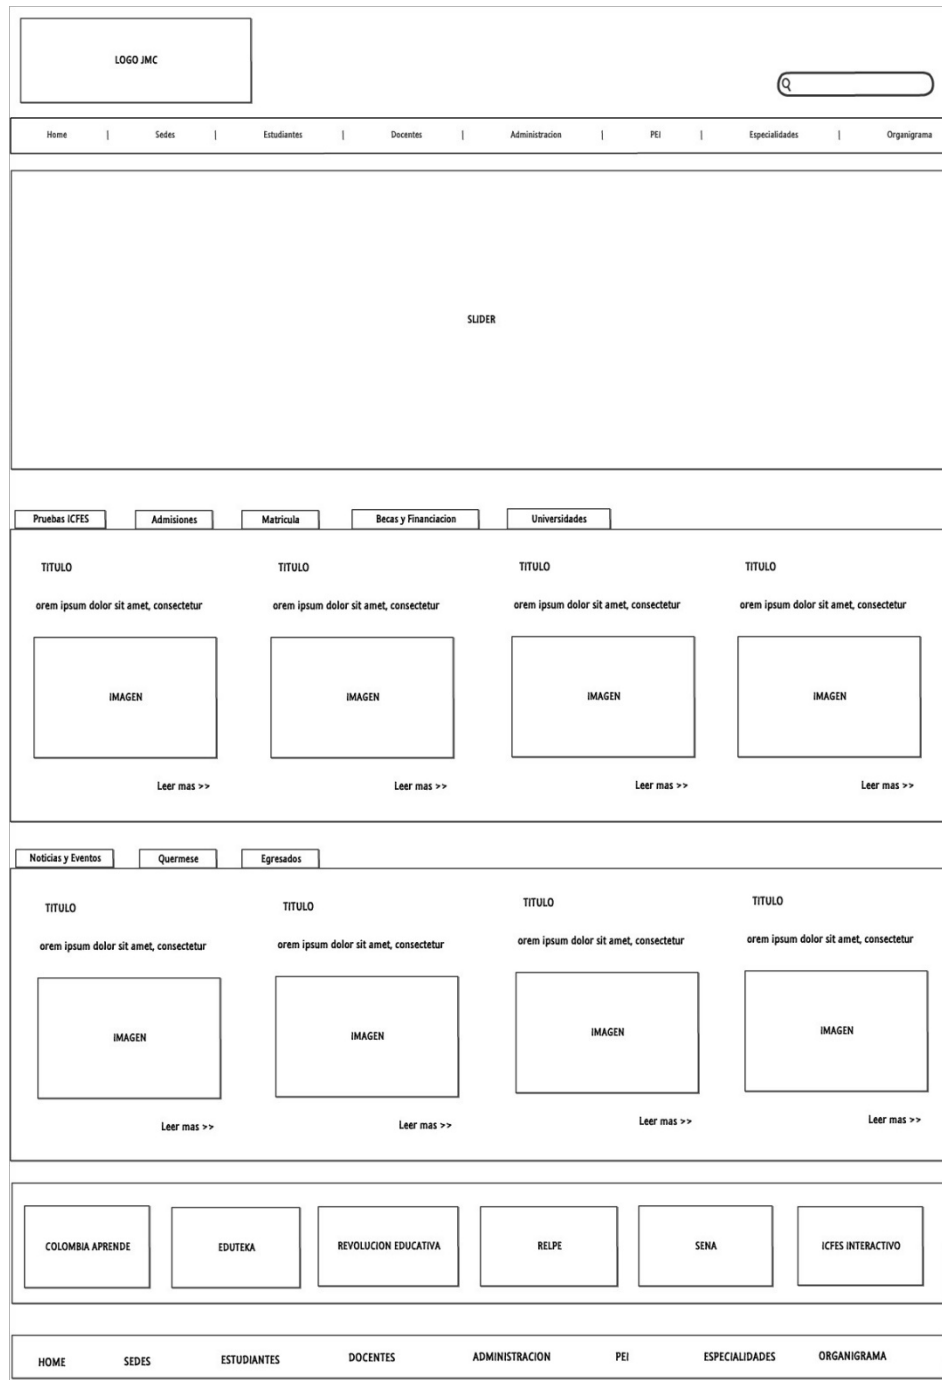 LOGO JMC
Home | Sedes | Estudiantes | Docentes | Administracion | PEI | Especialidades | Organigrama
SLIDER
Pruebas ICFES Admisiones Matricula Becas y Financiacion Universidades
TITULO TITULO TITULO TITULO
orem ipsum dolor sit amet, consectetur orem ipsum dolor sit amet, consectetur orem ipsum dolor sit amet, consectetur orem ipsum dolor sit amet, consectetur
IMAGEN IMAGEN IMAGEN IMAGEN
Leer mas >> Leer mas >> Leer mas >> Leer mas >>
Noticias y Eventos Quermese Egresados
TITULO TITULO TITULO TITULO
orem ipsum dolor sit amet, consectetur orem ipsum dolor sit amet, consectetur orem ipsum dolor sit amet, consectetur orem ipsum dolor sit amet, consectetur
IMAGEN IMAGEN IMAGEN IMAGEN
Leer mas >> Leer mas >> Leer mas >> Leer mas >>
COLOMBIA APRENDE EDUTEKA REVOLUCION EDUCATIVA RELPE SENA ICFES INTERACTIVO
HOME SEDES ESTUDIANTES DOCENTES ADMINISTRACION PEI ESPECIALIDADES ORGANIGRAMA